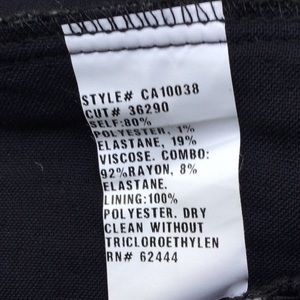 STYLE# CA10038
CUT# 36290
SELF:80%
POLYESTER, 1%
ELASTANE, 19%
VISCOSE. COMBO:
92%RAYON, 8%
ELASTANE.
LINING:100%
POLYESTER. DRY
CLEAN WITHOUT
TRICLOROETHYLEN
RN# 62444